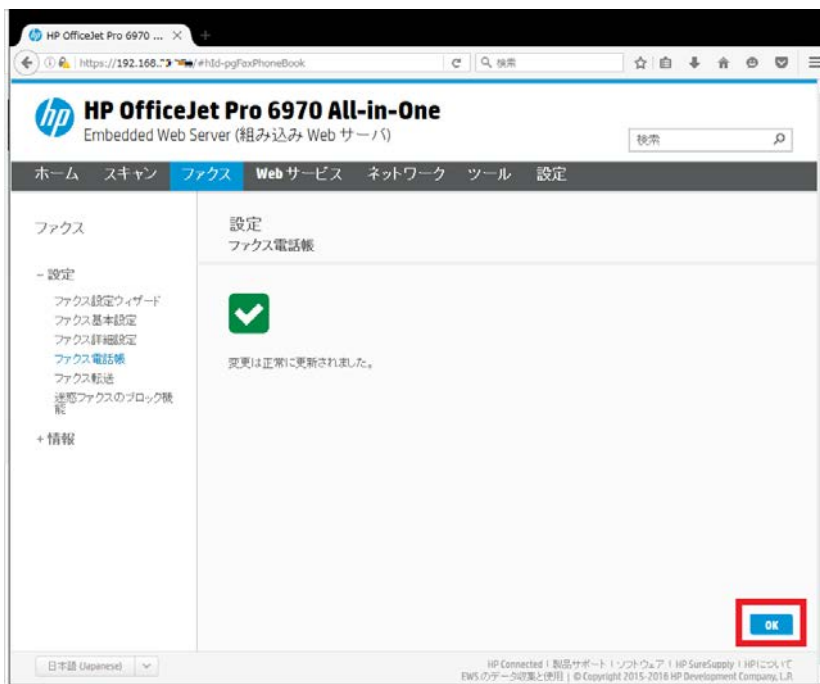 HP OfficeJet Pro 6970 ...
https://192.168. /#hId-pgFaxPhoneBook
検索
hp
HP OfficeJet Pro 6970 All-in-One
Embedded Web Server (組み込み Web サーバ)
検索
ホーム スキャン ファクス Web サービス ネットワーク ツール 設定
ファクス
設定
ファクス電話帳
- 設定
ファクス設定ウィザード
ファクス基本設定
ファクス詳細設定
ファクス電話帳
ファクス転送
迷惑ファクスのブロック機
能
+ 情報
変更は正常に更新されました。
OK
日本語 (Japanese)
HP Connected | 製品サポート | ソフトウェア | HP SureSupply | HPについて
EWS のデータ収集と使用 | © Copyright 2015-2016 HP Development Company, L.P.